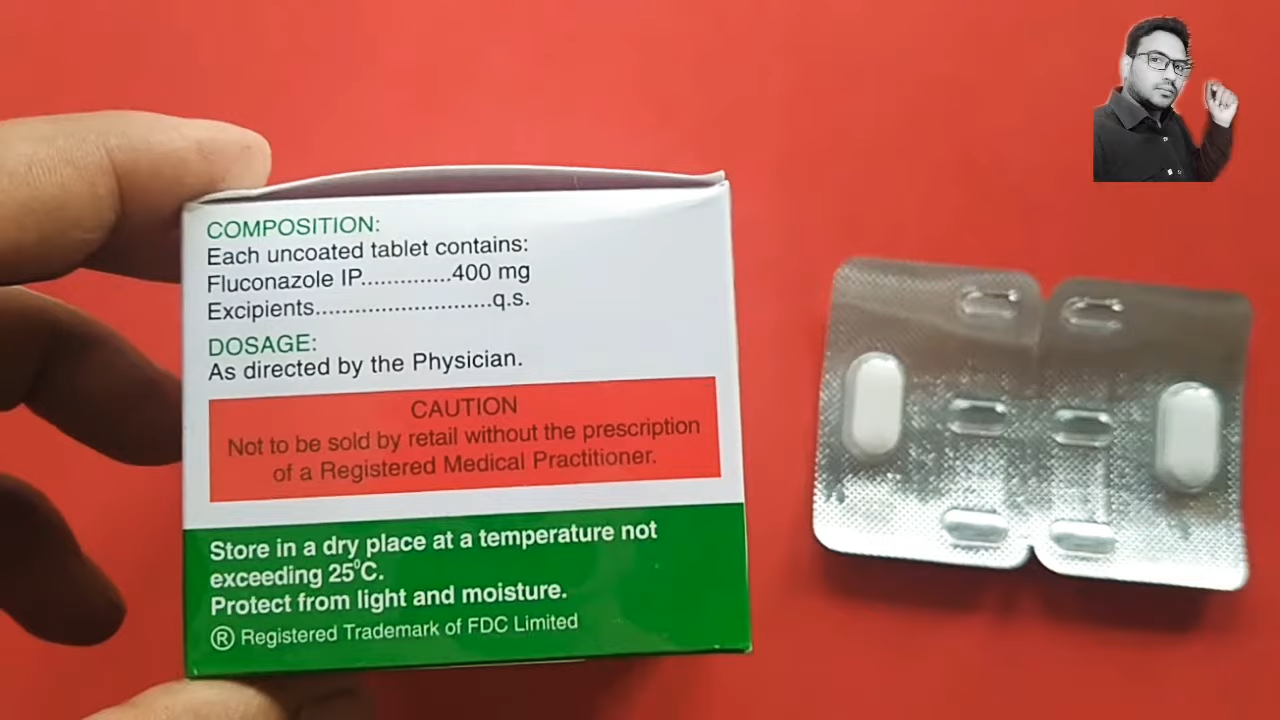 COMPOSITION:
Each uncoated tablet contains:
Fluconazole IP.............400 mg
Excipients.........................q.s.
DOSAGE:
As directed by the Physician.
CAUTION
Not to be sold by retail without the prescription
of a Registered Medical Practitioner.
Store in a dry place at a temperature not
exceeding 25⁰C.
Protect from light and moisture.
® Registered Trademark of FDC Limited